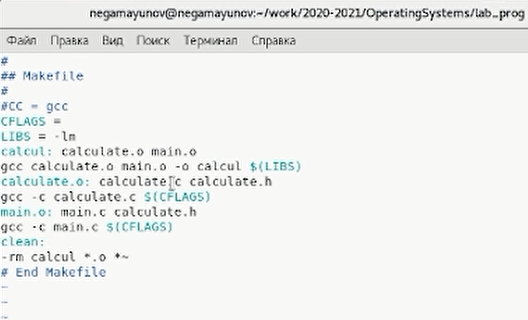 negamayunov@negamayunov:~/work/2020-2021/OperatingSystems/lab_prog
Файл Правка Вид Поиск Терминал Справка
#
## Makefile
#
#CC = gcc
CFLAGS =
LIBS = -lm
calcul: calculate.o main.o
gcc calculate.o main.o -o calcul $(LIBS)
calculate.o: calculate.c calculate.h
gcc -c calculate.c $(CFLAGS)
main.o: main.c calculate.h
gcc -c main.c $(CFLAGS)
clean:
-rm calcul *.o *~
# End Makefile
~
~
~